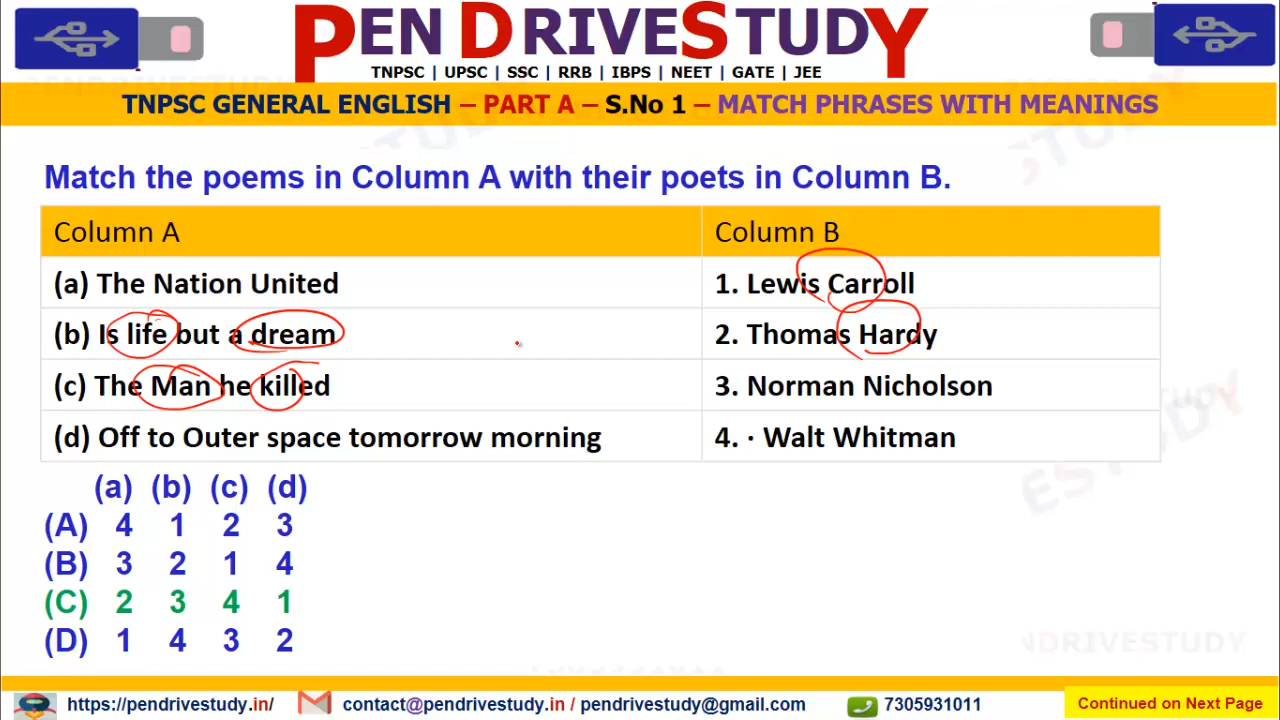 PEN DRIVESTUDY
TNPSC | UPSC | SSC | RRB | IBPS | NEET | GATE | JEE
TNPSC GENERAL ENGLISH – PART A – S.No 1 – MATCH PHRASES WITH MEANINGS
Match the poems in Column A with their poets in Column B.
Column A Column B
(a) The Nation United 1. Lewis Carroll
(b) Is life but a dream 2. Thomas Hardy
(c) The Man he killed 3. Norman Nicholson
(d) Off to Outer space tomorrow morning 4. · Walt Whitman
(a) (b) (c) (d)
(A) 4 1 2 3
(B) 3 2 1 4
(C) 2 3 4 1
(D) 1 4 3 2
https://pendrivestudy.in/ contact@pendrivestudy.in / pendrivestudy@gmail.com 7305931011 Continued on Next Page